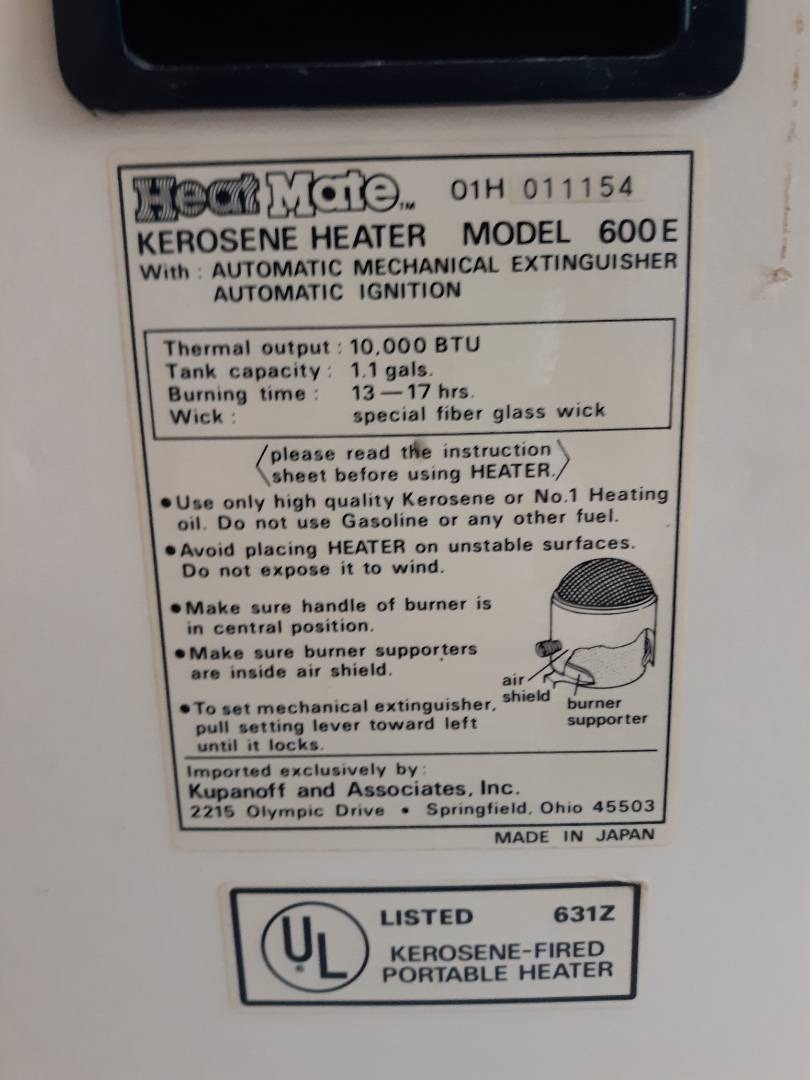 Heat Mate TM 01H 011154
KEROSENE HEATER MODEL 600E
With : AUTOMATIC MECHANICAL EXTINGUISHER
AUTOMATIC IGNITION
Thermal output : 10,000 BTU
Tank capacity : 1.1 gals.
Burning time : 13 — 17 hrs.
Wick : special fiber glass wick
please read the instruction
sheet before using HEATER.
• Use only high quality Kerosene or No.1 Heating
oil. Do not use Gasoline or any other fuel.
• Avoid placing HEATER on unstable surfaces.
Do not expose it to wind.
• Make sure handle of burner is
in central position.
• Make sure burner supporters
are inside air shield.
• To set mechanical extinguisher,
pull setting lever toward left
until it locks.
air
shield
burner
supporter
Imported exclusively by:
Kupanoff and Associates, Inc.
2215 Olympic Drive • Springfield, Ohio 45503
MADE IN JAPAN
UL LISTED 631Z
KEROSENE-FIRED
PORTABLE HEATER